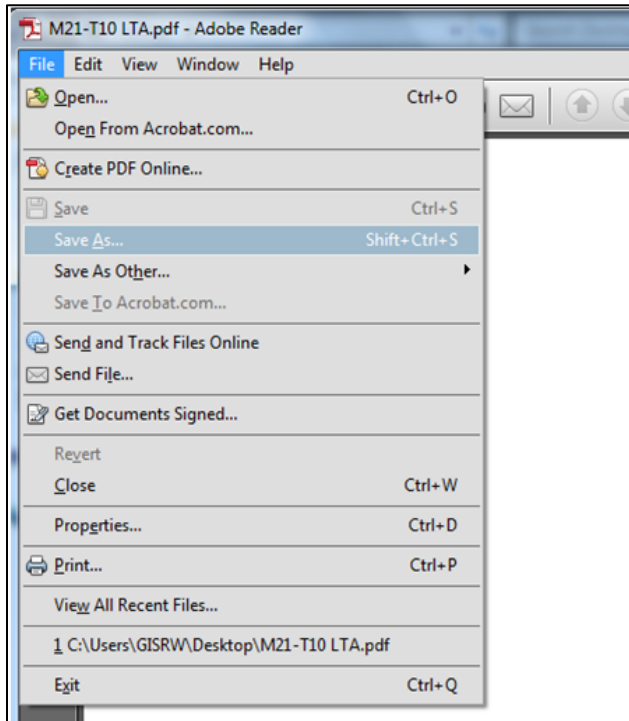 M21-T10 LTA.pdf - Adobe Reader
File Edit View Window Help
Open... Ctrl+O
Open From Acrobat.com...
Create PDF Online...
Save Ctrl+S
Save As... Shift+Ctrl+S
Save As Other...
Save To Acrobat.com...
Send and Track Files Online
Send File...
Get Documents Signed...
Revert
Close Ctrl+W
Properties... Ctrl+D
Print... Ctrl+P
View All Recent Files...
1 C:\Users\GISRW\Desktop\M21-T10 LTA.pdf
Exit Ctrl+Q